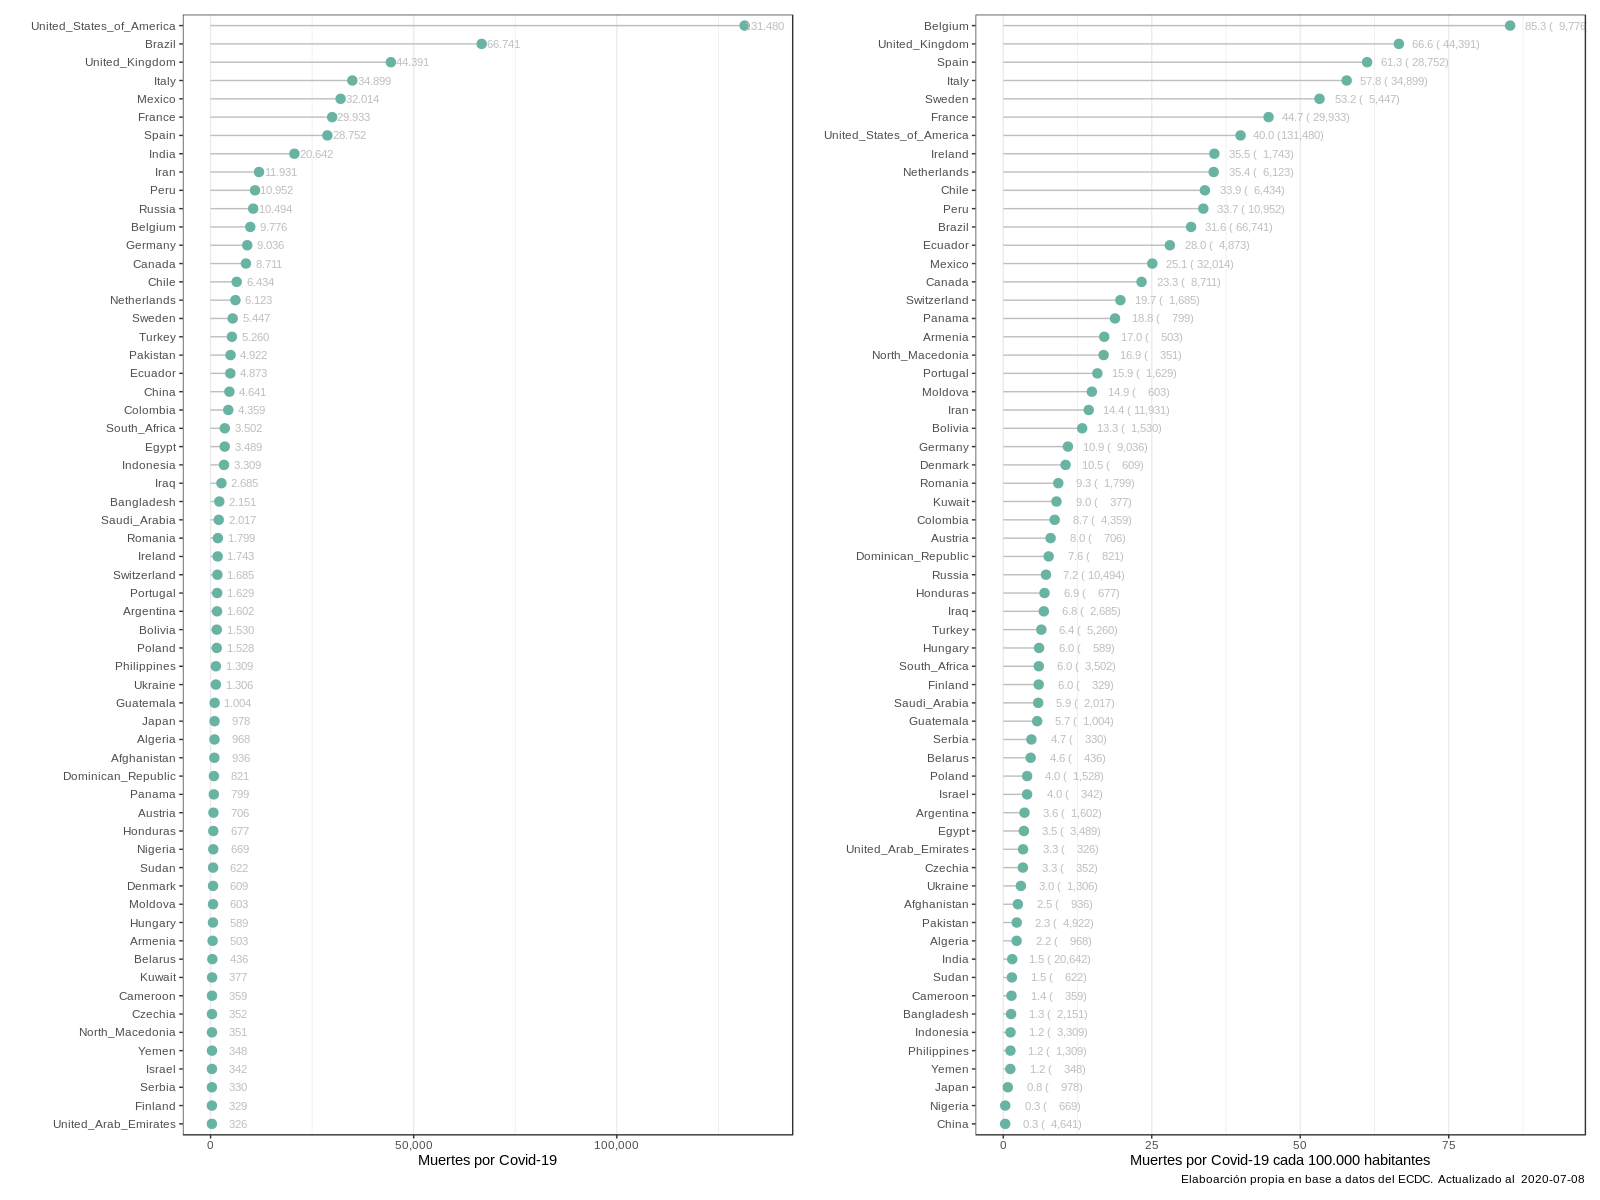 United_States_of_America 131.480
Brazil 66.741
United_Kingdom 44.391
Italy 34.899
Mexico 32.014
France 29.933
Spain 28.752
India 20.642
Iran 11.931
Peru 10.952
Russia 10.494
Belgium 9.776
Germany 9.036
Canada 8.711
Chile 6.434
Netherlands 6.123
Sweden 5.447
Turkey 5.260
Pakistan 4.922
Ecuador 4.873
China 4.641
Colombia 4.359
South_Africa 3.502
Egypt 3.489
Indonesia 3.309
Iraq 2.685
Bangladesh 2.151
Saudi_Arabia 2.017
Romania 1.799
Ireland 1.743
Switzerland 1.685
Portugal 1.629
Argentina 1.602
Bolivia 1.530
Poland 1.528
Philippines 1.309
Ukraine 1.306
Guatemala 1.004
Japan 978
Algeria 968
Afghanistan 936
Dominican_Republic 821
Panama 799
Austria 706
Honduras 677
Nigeria 669
Sudan 622
Denmark 609
Moldova 603
Hungary 589
Armenia 503
Belarus 436
Kuwait 377
Cameroon 359
Czechia 352
North_Macedonia 351
Yemen 348
Israel 342
Serbia 330
Finland 329
United_Arab_Emirates 326
0 50,000 100,000
Muertes por Covid-19
Belgium 85.3 ( 9,776
United_Kingdom 66.6 ( 44,391)
Spain 61.3 ( 28,752)
Italy 57.8 ( 34,899)
Sweden 53.2 ( 5,447)
France 44.7 ( 29,933)
United_States_of_America 40.0 (131,480)
Ireland 35.5 ( 1,743)
Netherlands 35.4 ( 6,123)
Chile 33.9 ( 6,434)
Peru 33.7 ( 10,952)
Brazil 31.6 ( 66,741)
Ecuador 28.0 ( 4,873)
Mexico 25.1 ( 32,014)
Canada 23.3 ( 8,711)
Switzerland 19.7 ( 1,685)
Panama 18.8 ( 799)
Armenia 17.0 ( 503)
North_Macedonia 16.9 ( 351)
Portugal 15.9 ( 1,629)
Moldova 14.9 ( 603)
Iran 14.4 ( 11,931)
Bolivia 13.3 ( 1,530)
Germany 10.9 ( 9,036)
Denmark 10.5 ( 609)
Romania 9.3 ( 1,799)
Kuwait 9.0 ( 377)
Colombia 8.7 ( 4,359)
Austria 8.0 ( 706)
Dominican_Republic 7.6 ( 821)
Russia 7.2 ( 10,494)
Honduras 6.9 ( 677)
Iraq 6.8 ( 2,685)
Turkey 6.4 ( 5,260)
Hungary 6.0 ( 589)
South_Africa 6.0 ( 3,502)
Finland 6.0 ( 329)
Saudi_Arabia 5.9 ( 2,017)
Guatemala 5.7 ( 1,004)
Serbia 4.7 ( 330)
Belarus 4.6 ( 436)
Poland 4.0 ( 1,528)
Israel 4.0 ( 342)
Argentina 3.6 ( 1,602)
Egypt 3.5 ( 3,489)
United_Arab_Emirates 3.3 ( 326)
Czechia 3.3 ( 352)
Ukraine 3.0 ( 1,306)
Afghanistan 2.5 ( 936)
Pakistan 2.3 ( 4,922)
Algeria 2.2 ( 968)
India 1.5 ( 20,642)
Sudan 1.5 ( 622)
Cameroon 1.4 ( 359)
Bangladesh 1.3 ( 2,151)
Indonesia 1.2 ( 3,309)
Philippines 1.2 ( 1,309)
Yemen 1.2 ( 348)
Japan 0.8 ( 978)
Nigeria 0.3 ( 669)
China 0.3 ( 4,641)
0 25 50 75
Muertes por Covid-19 cada 100.000 habitantes
Elaboarción propia en base a datos del ECDC. Actualizado al 2020-07-08